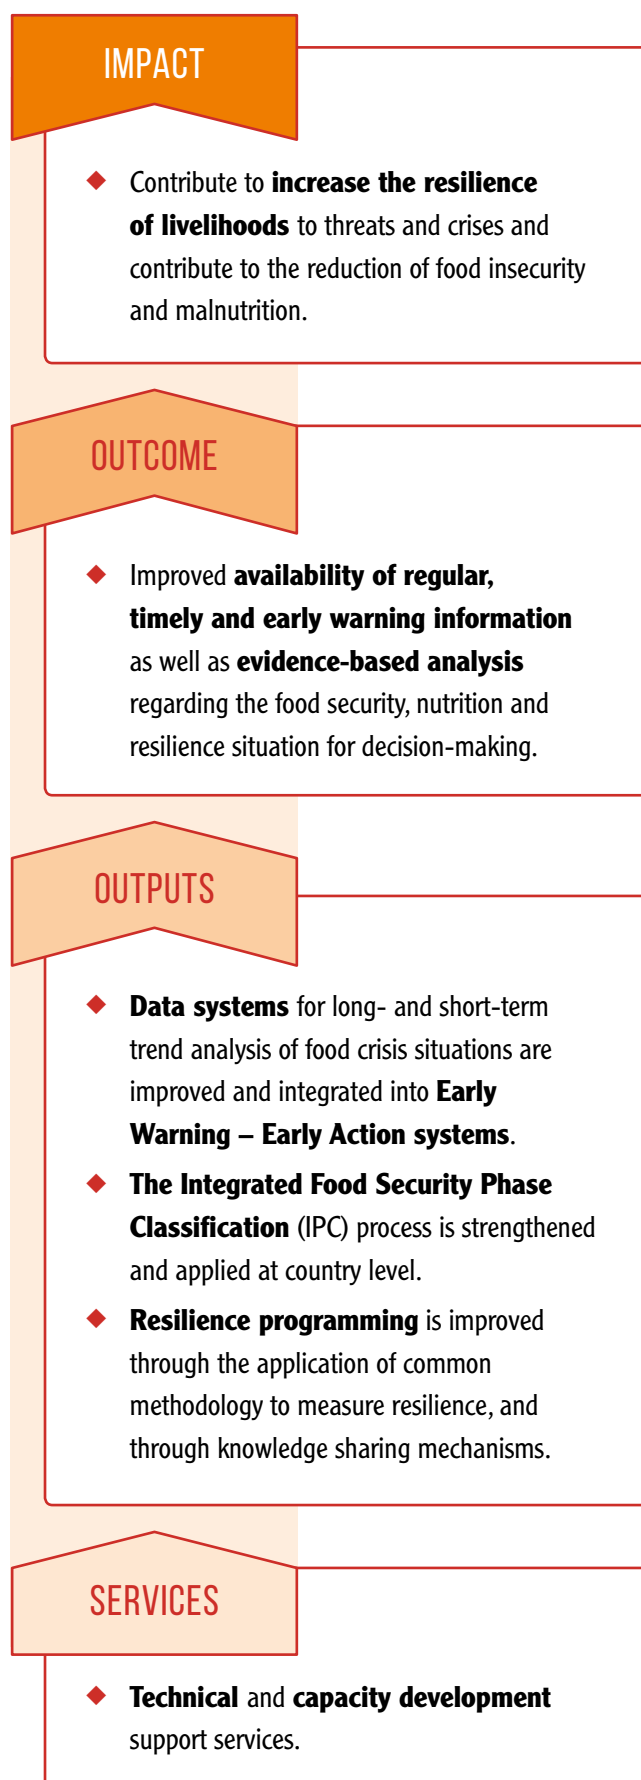 IMPACT
◆ Contribute to increase the resilience
of livelihoods to threats and crises and
contribute to the reduction of food insecurity
and malnutrition.
OUTCOME
◆ Improved availability of regular,
timely and early warning information
as well as evidence-based analysis
regarding the food security, nutrition and
resilience situation for decision-making.
OUTPUTS
◆ Data systems for long- and short-term
trend analysis of food crisis situations are
improved and integrated into Early
Warning – Early Action systems.
◆ The Integrated Food Security Phase
Classification (IPC) process is strengthened
and applied at country level.
◆ Resilience programming is improved
through the application of common
methodology to measure resilience, and
through knowledge sharing mechanisms.
SERVICES
◆ Technical and capacity development
support services.